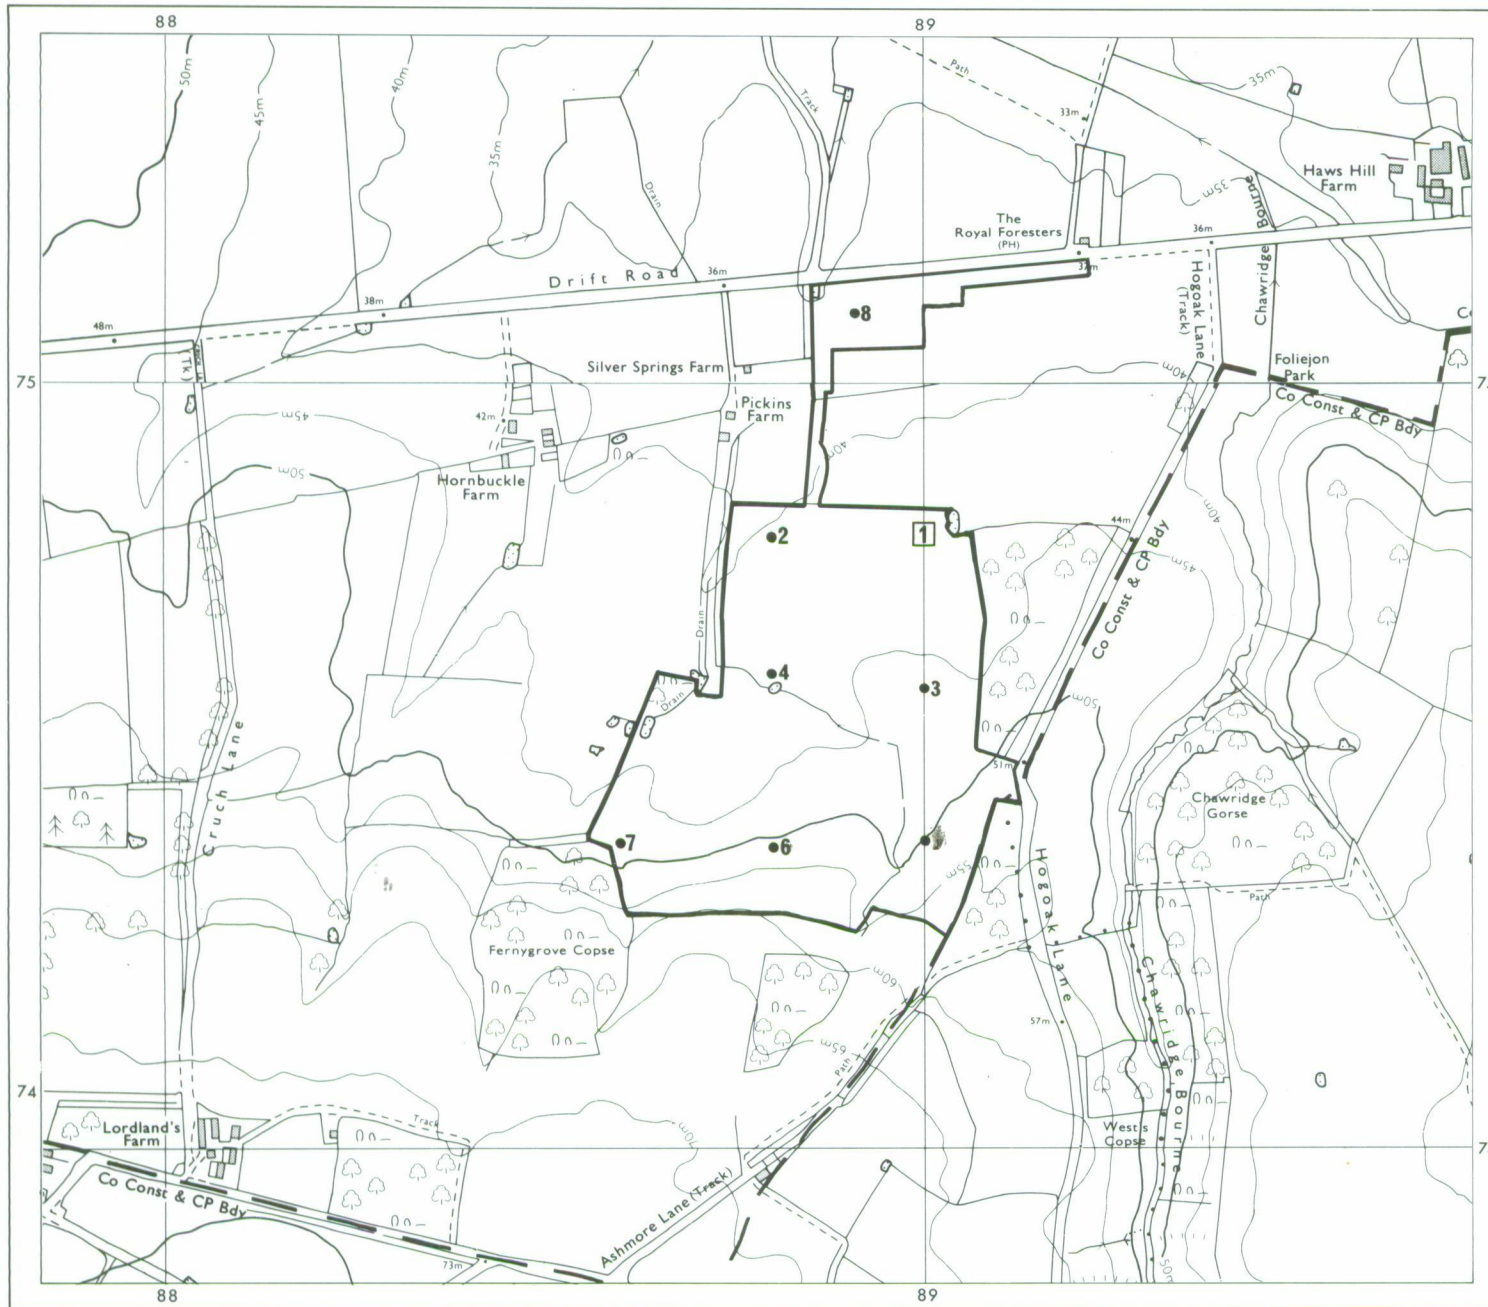 88
89
50m
45m
40m
35m
Track
Path
33m
35m
Haws Hill
Farm
Drain
The
Royal Foresters
(PH)
35m
Chawridge Bourne
36m
Drift Road
36m
37m
Hogoak Lane
(Track)
38m
48m
8
(Tk)
Silver Springs Farm
Foliejon
Park
75
40m
Co Const & CP Bdy
Pickins
Farm
42m
45m
40m
50m
Hornbuckle
Farm
40m
2
1
44m
45m
Co Const & CP Bdy
Drain
4
3
Drain
50m
51m
Cruch Lane
Chawridge
Gorse
7
6
55m
Hogoak Lane
Path
Fernygrove Copse
60m
Chawridge Bourne
57m
65m
Path
74
Track
Lordland's
Farm
70m
West's
Copse
Co Const & CP Bdy
Ashmore Lane (Track)
73m
50m
88
89